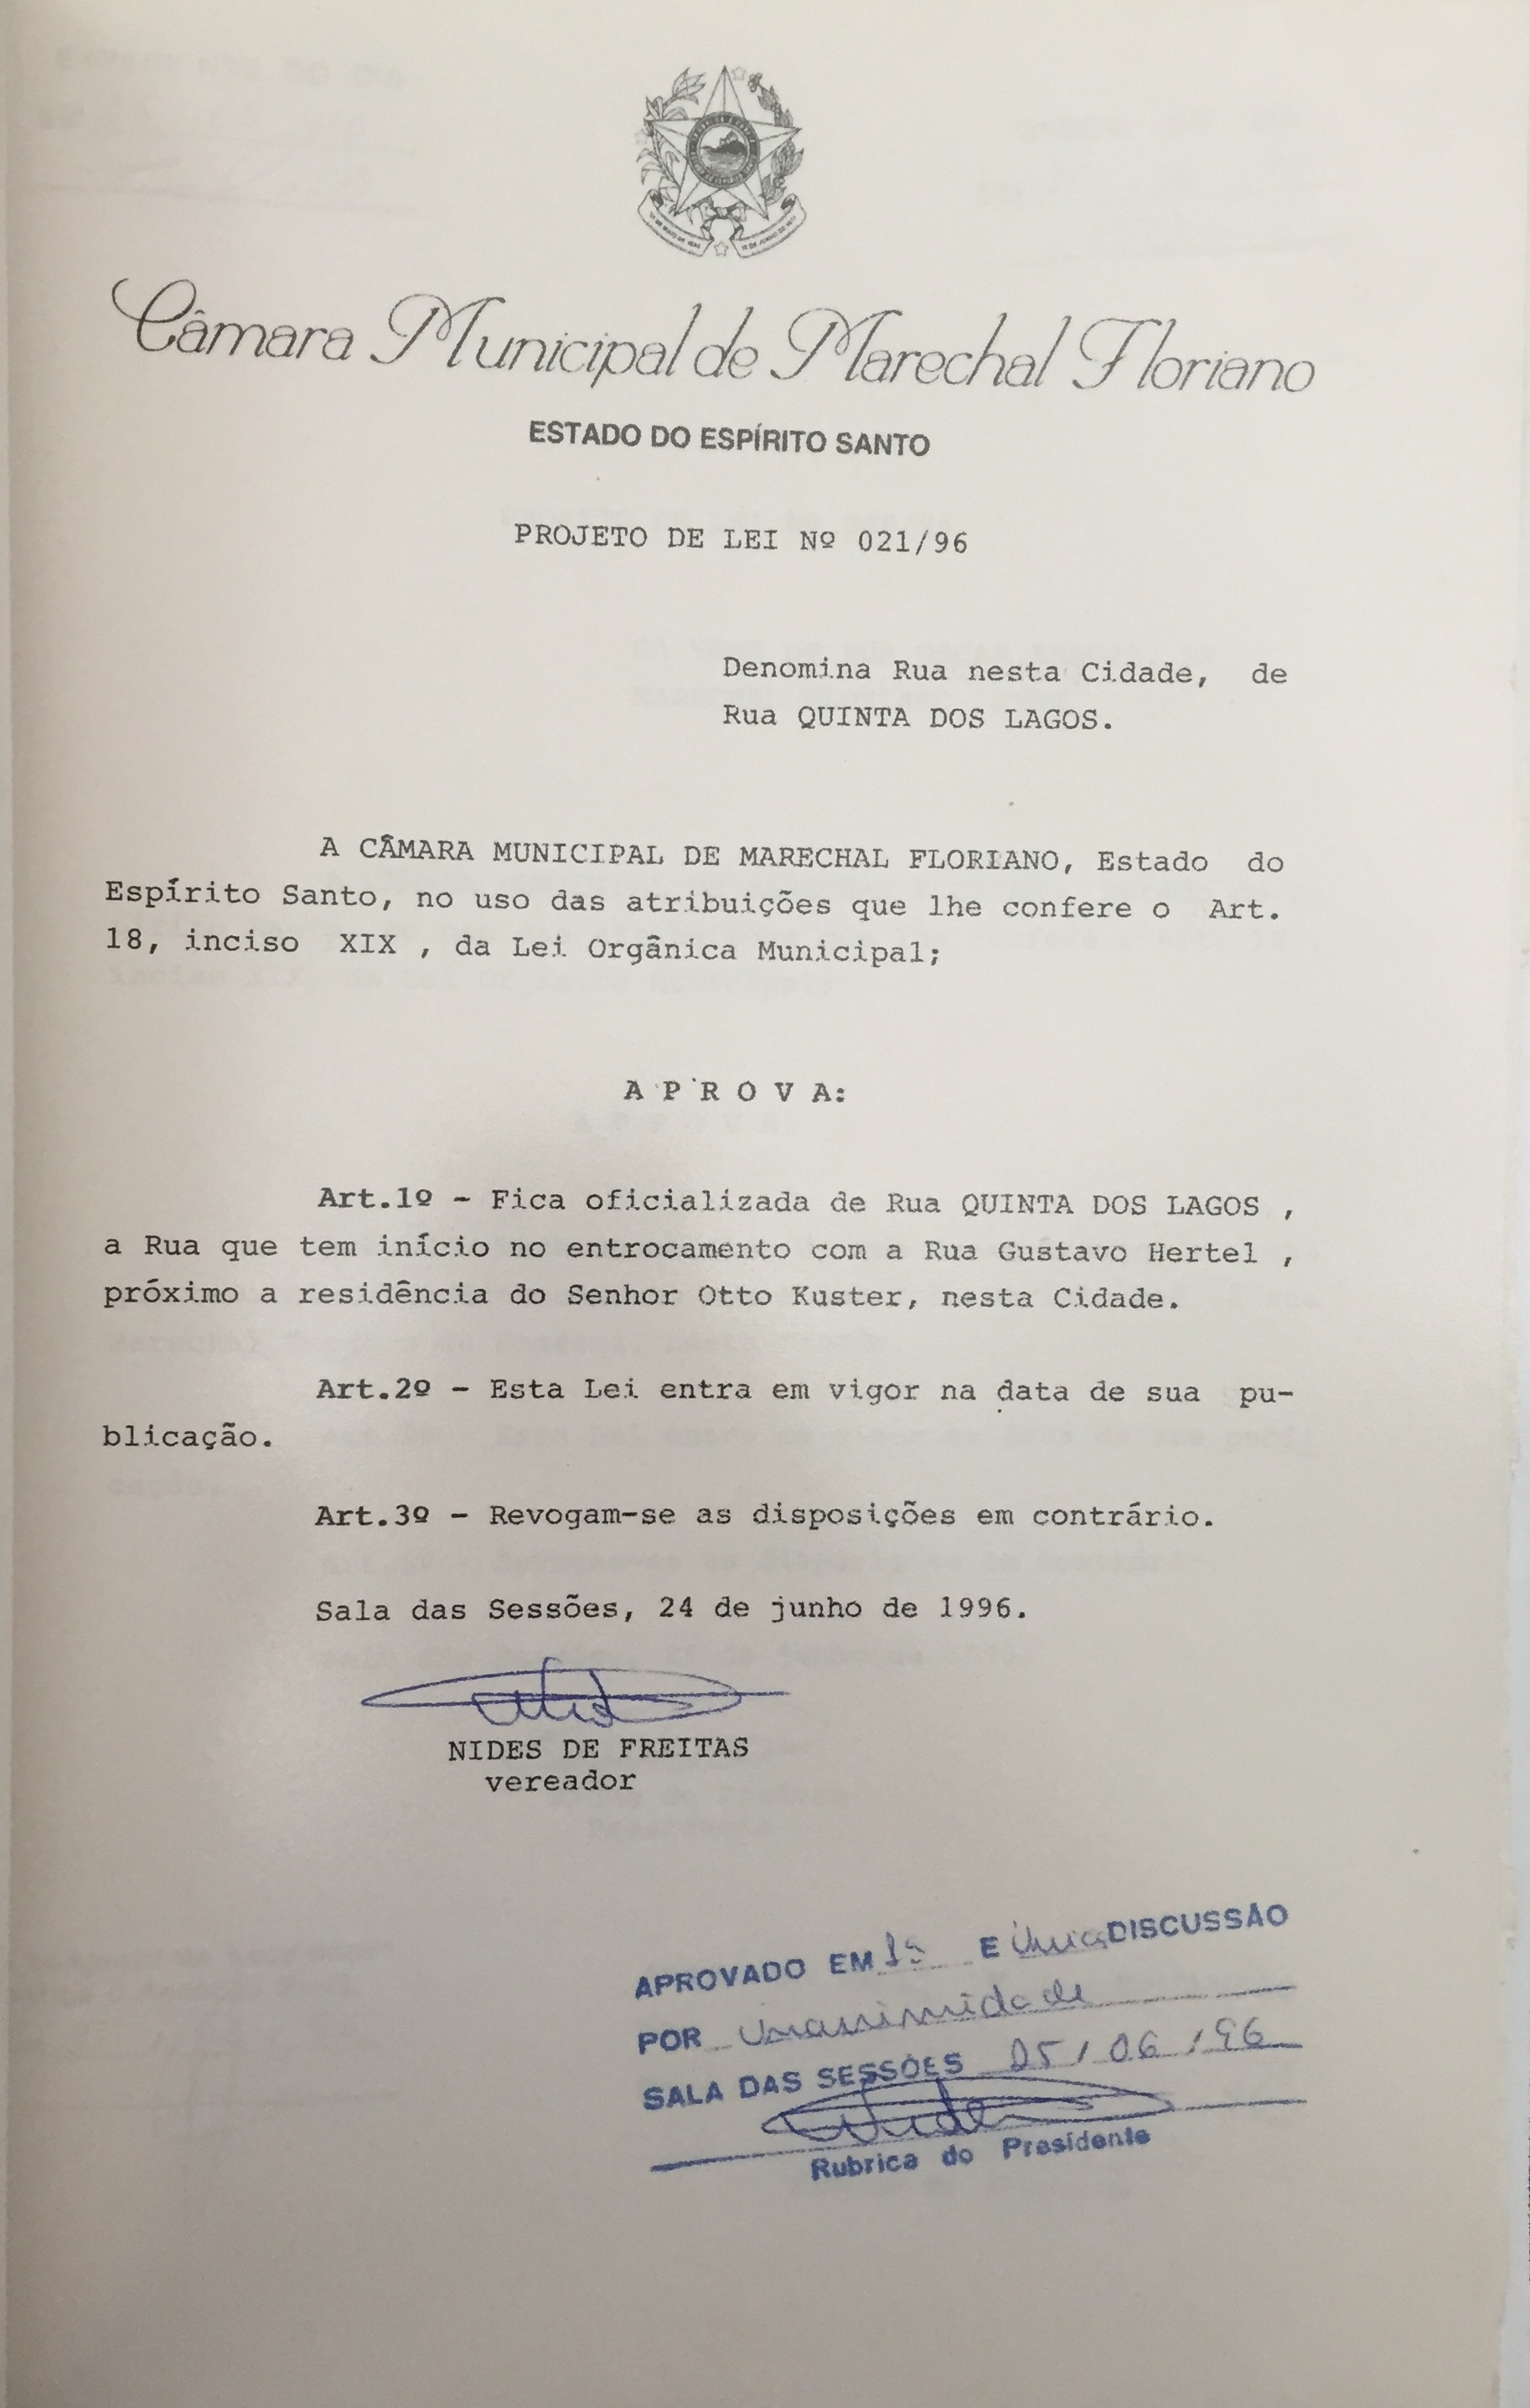 Câmara Municipal de Marechal Floriano
ESTADO DO ESPÍRITO SANTO
PROJETO DE LEI Nº 021/96
Denomina Rua nesta Cidade, de
Rua QUINTA DOS LAGOS.
A CÂMARA MUNICIPAL DE MARECHAL FLORIANO, Estado do
Espírito Santo, no uso das atribuições que lhe confere o Art.
18, inciso XIX , da Lei Orgânica Municipal;
A P R O V A:
Art.1º - Fica oficializada de Rua QUINTA DOS LAGOS ,
a Rua que tem início no entrocamento com a Rua Gustavo Hertel ,
próximo a residência do Senhor Otto Kuster, nesta Cidade.
Art.2º - Esta Lei entra em vigor na data de sua pu-
blicação.
Art.3º - Revogam-se as disposições em contrário.
Sala das Sessões, 24 de junho de 1996.
NIDES DE FREITAS
vereador
APROVADO EM E única DISCUSSÃO
POR Unanimidade
SALA DAS SESSÕES 05/06/96
Rubrica do Presidente